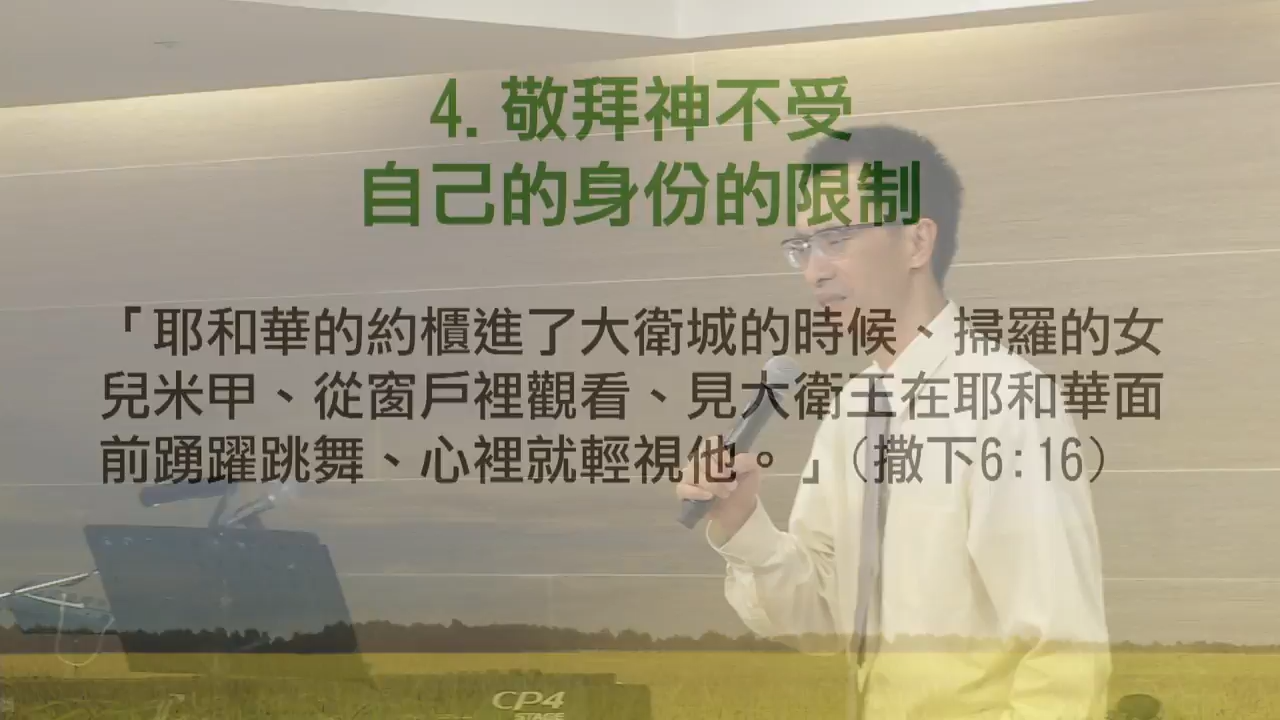 4. 敬拜神不受
自己的身份的限制
「耶和華的約櫃進了大衛城的時候、掃羅的女
兒米甲、從窗戶裡觀看、見大衛王在耶和華面
前踴躍跳舞、心裡就輕視他。」(撒下6:16)
CP4
STAGE